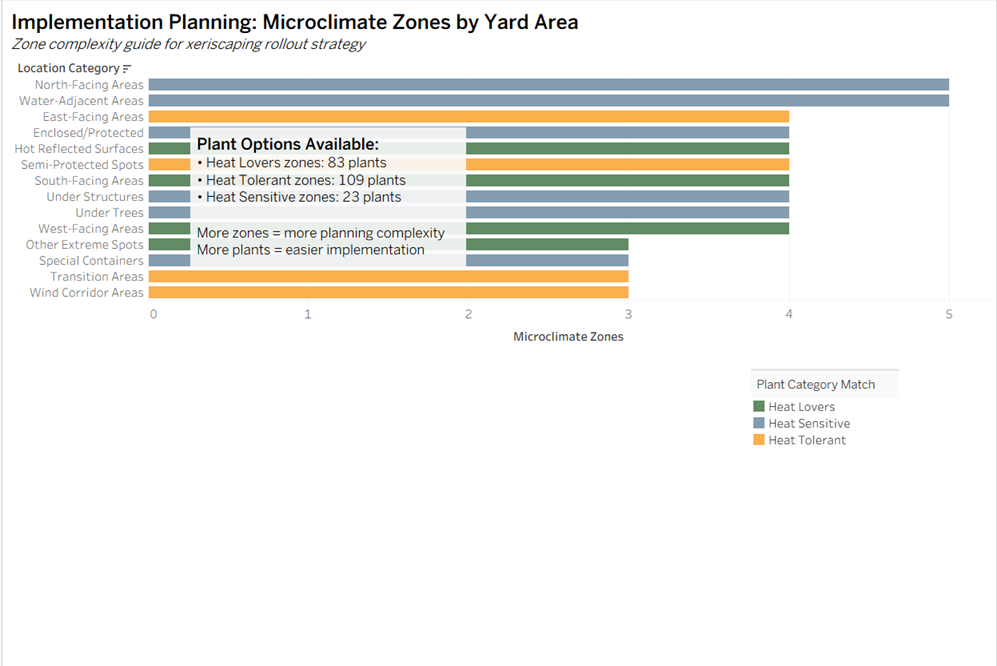 Implementation Planning: Microclimate Zones by Yard Area
Zone complexity guide for xeriscaping rollout strategy
Location Category
North-Facing Areas
Water-Adjacent Areas
East-Facing Areas
Enclosed/Protected
Hot Reflected Surfaces
Semi-Protected Spots
South-Facing Areas
Under Structures
Under Trees
West-Facing Areas
Other Extreme Spots
Special Containers
Transition Areas
Wind Corridor Areas
Plant Options Available:
• Heat Lovers zones: 83 plants
• Heat Tolerant zones: 109 plants
• Heat Sensitive zones: 23 plants
More zones = more planning complexity
More plants = easier implementation
0 1 2 3 4 5
Microclimate Zones
Plant Category Match
Heat Lovers
Heat Sensitive
Heat Tolerant